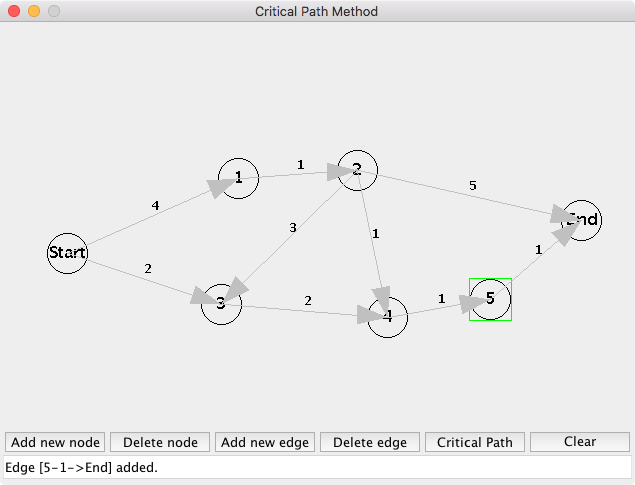 Critical Path Method
1
1
2
4
5
3
End
1
Start
2
1
5
3
2
1
4
Add new node
Delete node
Add new edge
Delete edge
Critical Path
Clear
Edge [5-1->End] added.